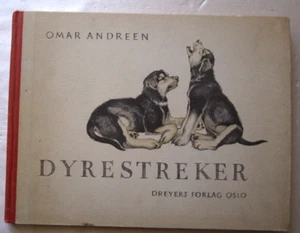 OMAR ANDREEN
DYRESTREKER
DREYERS FORLAG OSLO